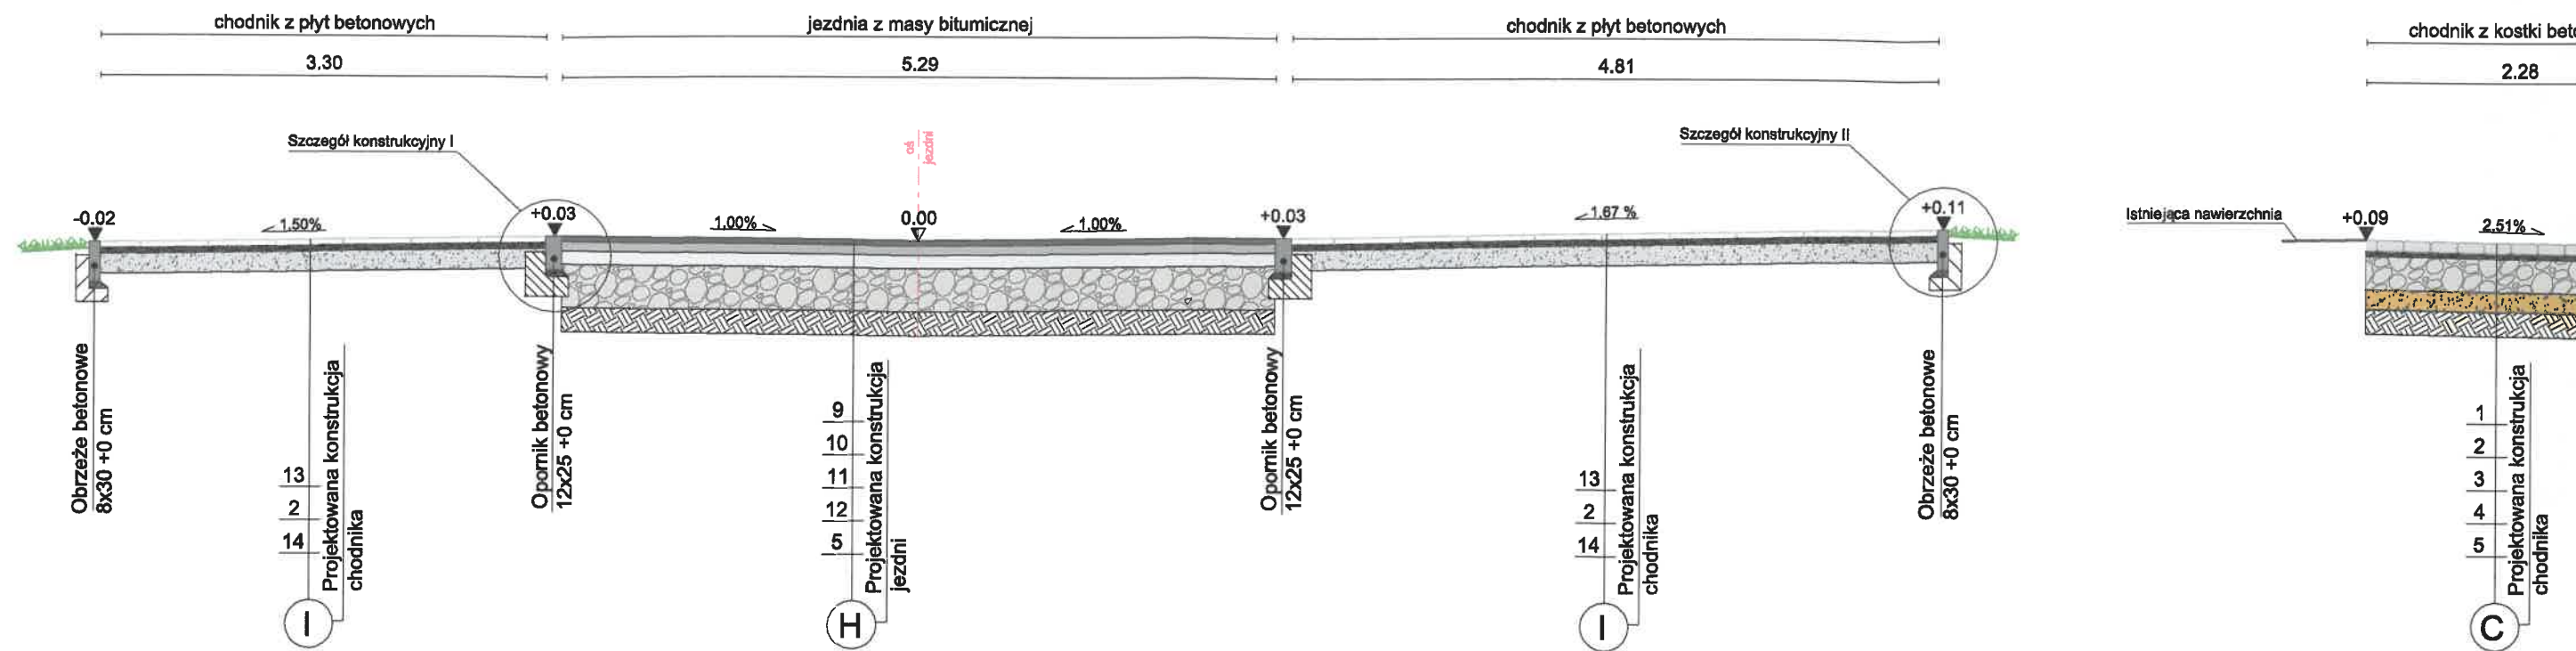 chodnik z płyt betonowych
jezdnia z masy bitumicznej
chodnik z płyt betonowych
chodnik z kostki beto
3.30
5.29
4.81
2.28
Szczegół konstrukcyjny I
oś
jezdni
Szczegół konstrukcyjny II
-0.02
1.50%
+0.03
1.00%
0.00
1.00%
+0.03
1.67 %
+0.11
Istniejąca nawierzchnia
+0.09
2.51%
Obrzeże betonowe
8x30 +0 cm
13
2
14
Projektowana konstrukcja
chodnika
I
Opornik betonowy
12x25 +0 cm
9
10
11
12
5
Projektowana konstrukcja
jezdni
H
Opornik betonowy
12x25 +0 cm
13
2
14
Projektowana konstrukcja
chodnika
I
Obrzeże betonowe
8x30 +0 cm
1
2
3
4
5
Projektowana konstrukcja
chodnika
C